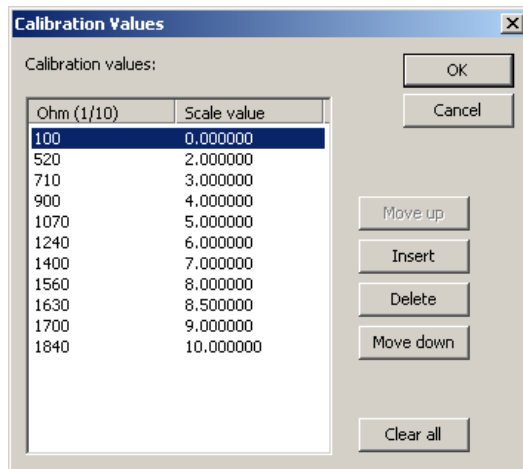 Calibration Values
Calibration values:
OK
Cancel
Ohm (1/10) Scale value
100 0.000000
520 2.000000
710 3.000000
900 4.000000
1070 5.000000
1240 6.000000
1400 7.000000
1560 8.000000
1630 8.500000
1700 9.000000
1840 10.000000
Move up
Insert
Delete
Move down
Clear all